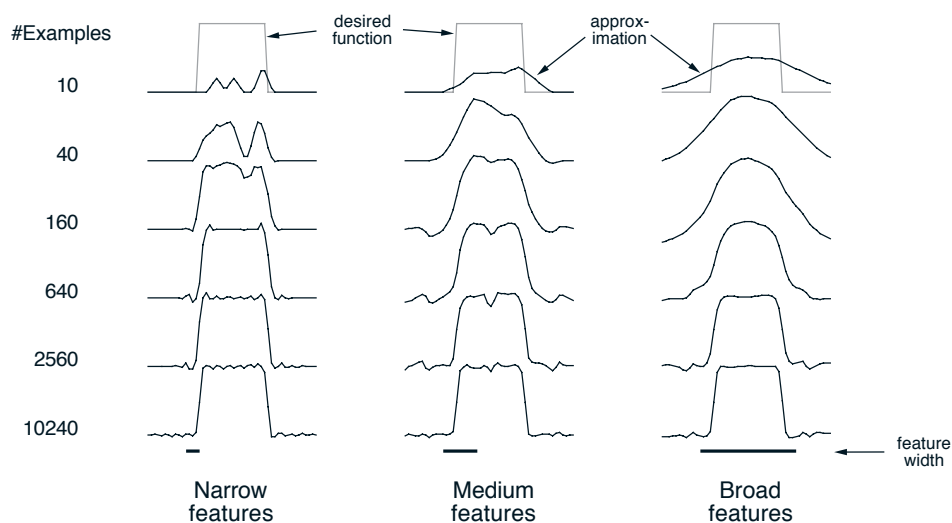 #Examples
desired
function
approx-
imation
10
40
160
640
2560
10240
feature
width
Narrow
features
Medium
features
Broad
features